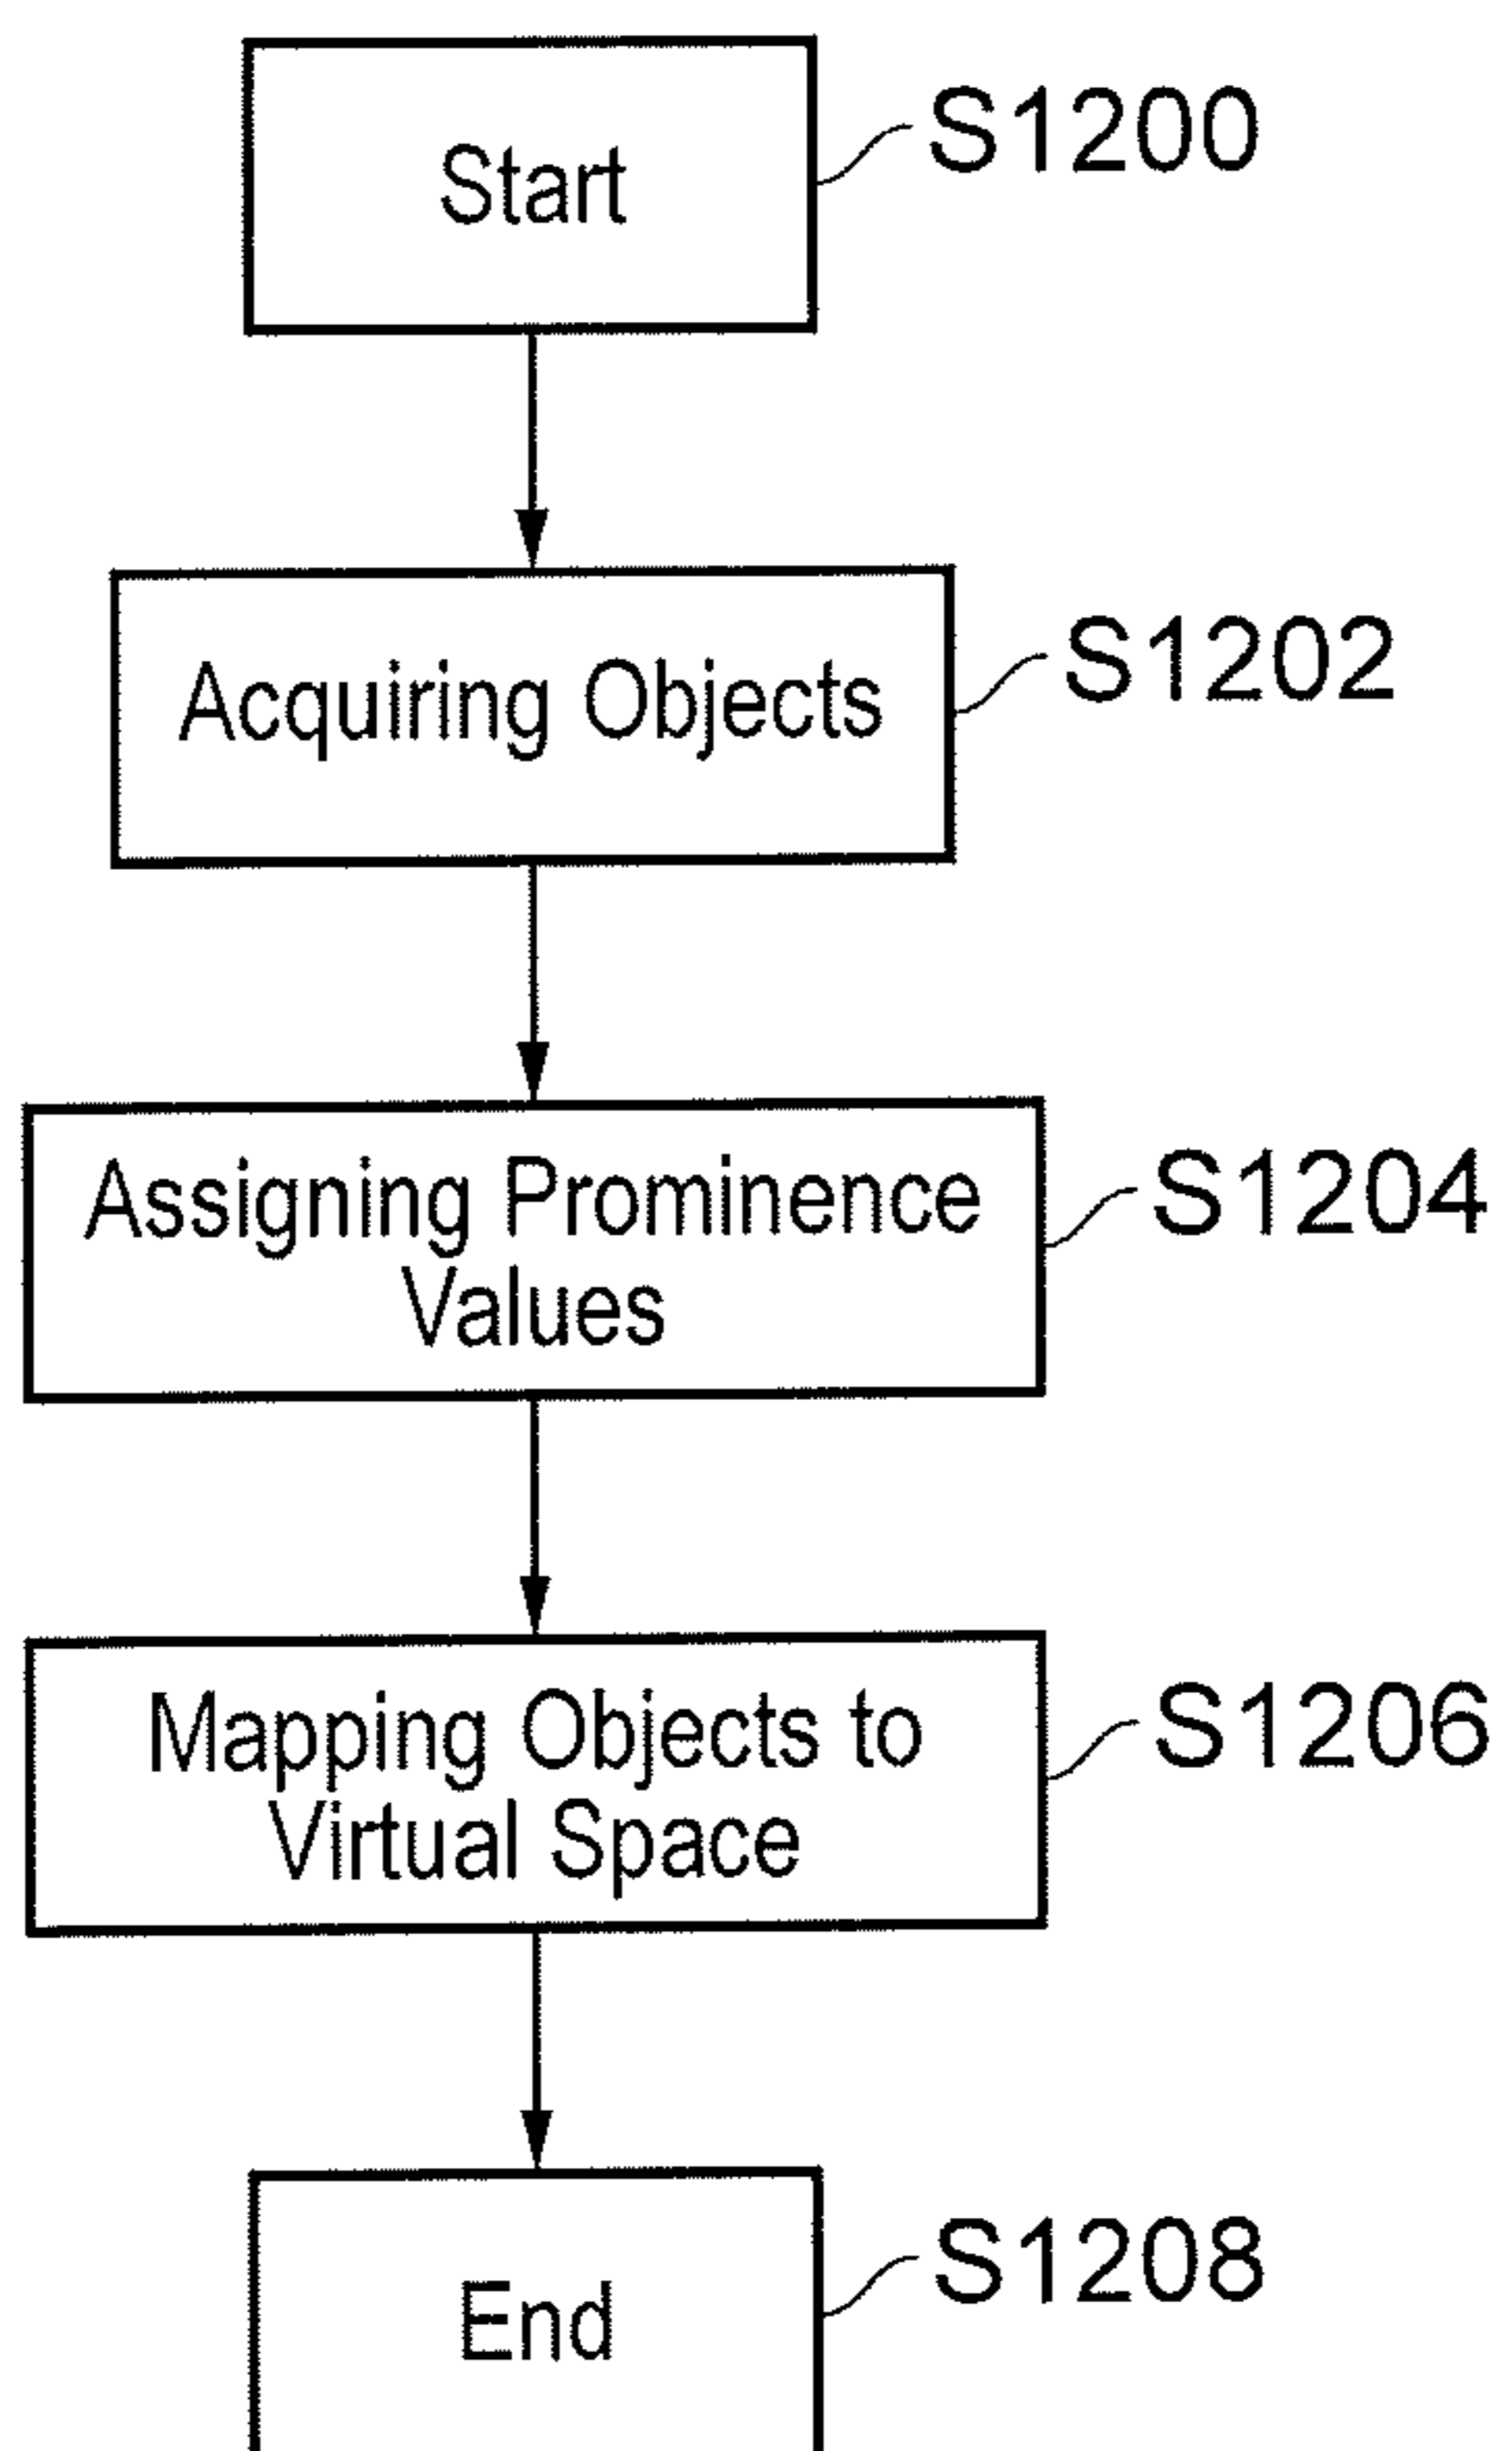 Start
S1200
Acquiring Objects
S1202
Assigning Prominence
Values
S1204
Mapping Objects to
Virtual Space
S1206
End
S1208